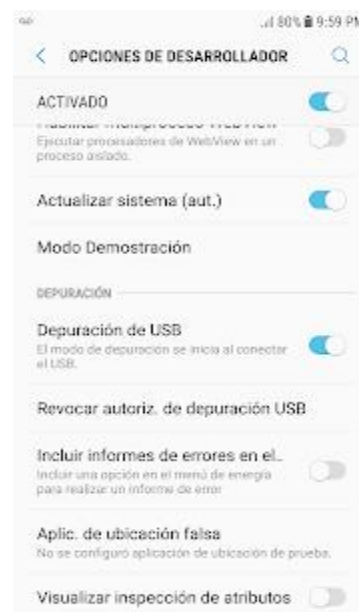 80% 9:59 PM
OPCIONES DE DESARROLLADOR
ACTIVADO
Ejecutar procesadores de WebView en un
proceso aislado.
Actualizar sistema (aut.)
Modo Demostración
DEPURACIÓN
Depuración de USB
El modo de depuración se inicia al conectar
el USB.
Revocar autoriz. de depuración USB
Incluir informes de errores en el..
Incluir una opción en el menú de energía
para realizar un informe de error
Aplic. de ubicación falsa
No se configuró aplicación de ubicación de prueba.
Visualizar inspección de atributos